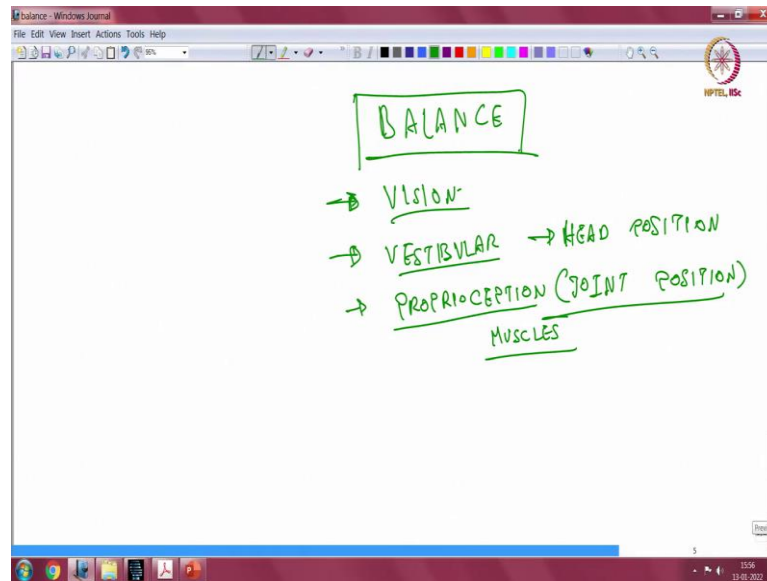 balance - Windows Journal
File Edit View Insert Actions Tools Help
96%
NPTEL, IISc
BALANCE
→ VISION
→ VESTIBULAR → HEAD POSITION
→ PROPRIOCEPTION (JOINT POSITION)
MUSCLES
5
15:56
13-01-2022